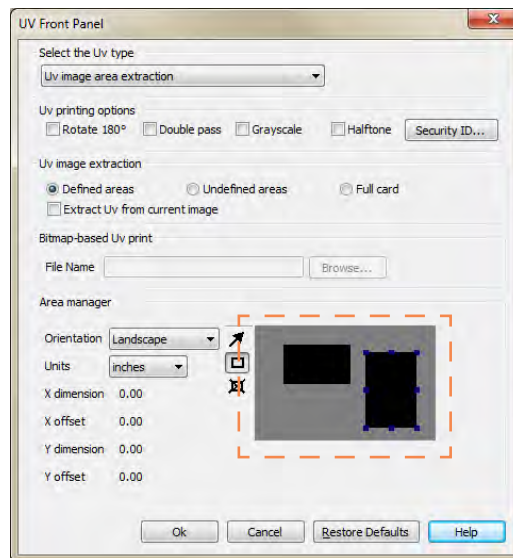 UV Front Panel
Select the Uv type
Uv image area extraction
Uv printing options
Rotate 180° Double pass Grayscale Halftone Security ID...
Uv image extraction
Defined areas Undefined areas Full card
Extract Uv from current image
Bitmap-based Uv print
File Name Browse...
Area manager
Orientation Landscape
Units inches
X dimension 0.00
X offset 0.00
Y dimension 0.00
Y offset 0.00
Ok Cancel Restore Defaults Help